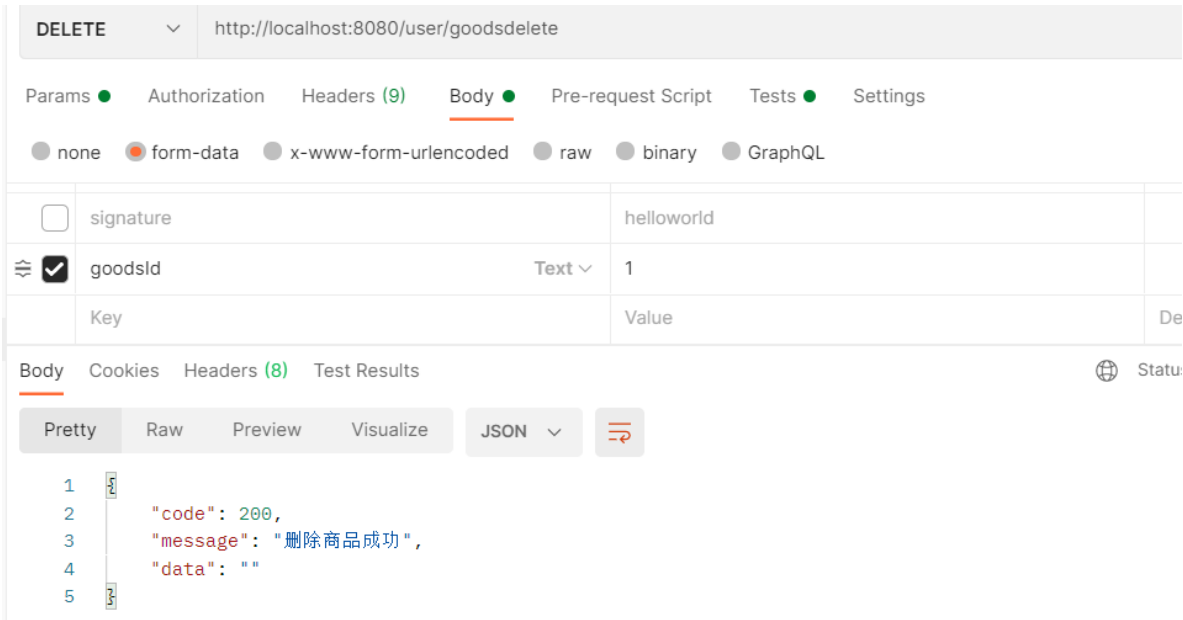 DELETE http://localhost:8080/user/goodsdelete
Params Authorization Headers (9) Body Pre-request Script Tests Settings
none form-data x-www-form-urlencoded raw binary GraphQL
signature helloworld
goodsId Text 1
Key Value De
Body Cookies Headers (8) Test Results Status
Pretty Raw Preview Visualize JSON
1 {
2 "code": 200,
3 "message": "删除商品成功",
4 "data": ""
5 }